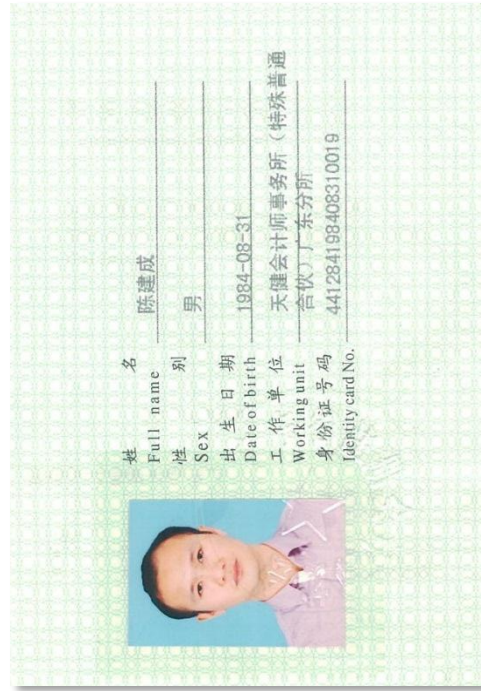 姓名 陈建成
Full name
性别 男
Sex
出生日期 1984-08-31
Date of birth
工作单位 天健会计师事务所（特殊普通
Working unit 合伙）广东分所
身份证号码 441284198408310019
Identity card No.